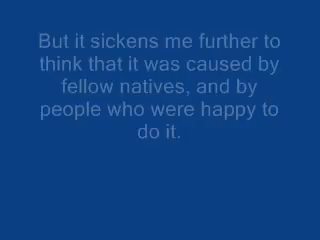 But it sickens me further to
think that it was caused by
fellow natives, and by
people who were happy to
do it.